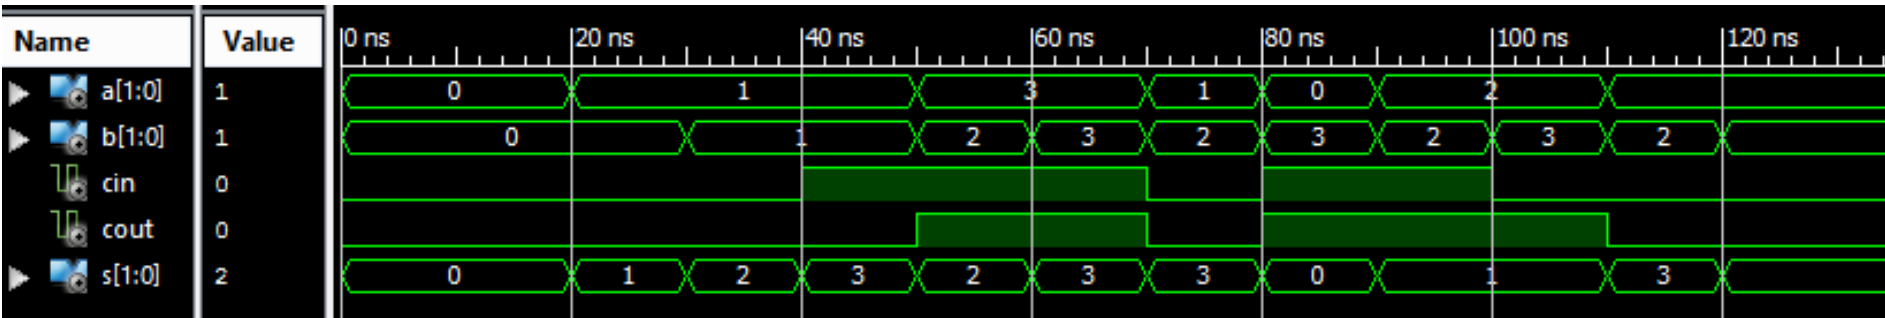 Name Value 0 ns 20 ns 40 ns 60 ns 80 ns 100 ns 120 ns
a[1:0] 1 0 1 3 1 0 2
b[1:0] 1 0 1 2 3 2 3 2 3 2
cin 0
cout 0
s[1:0] 2 0 1 2 3 2 3 3 0 1 3